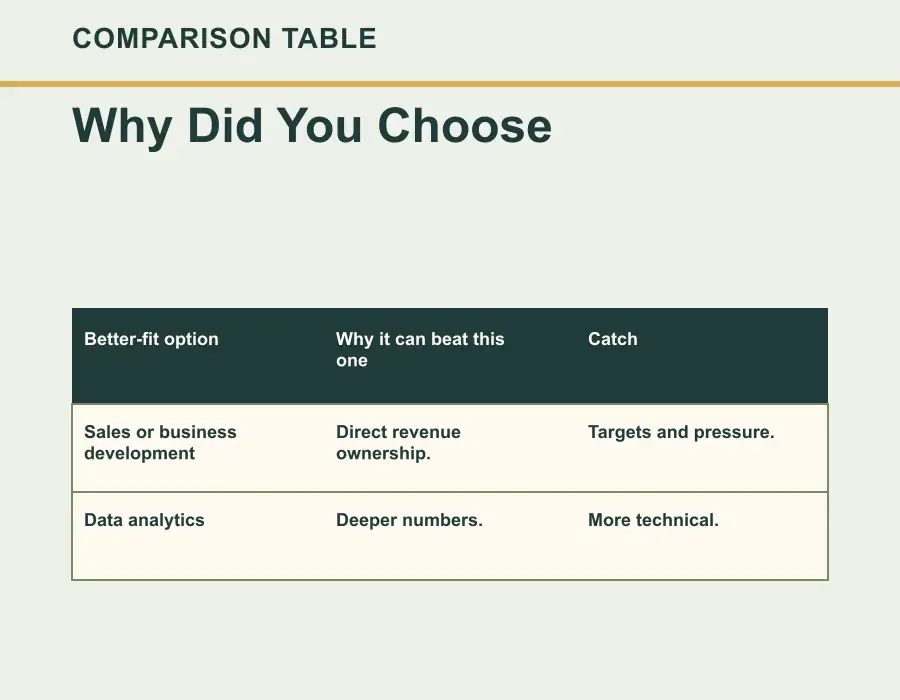 COMPARISON TABLE
Why Did You Choose
Better-fit option
Why it can beat this
one
Catch
Sales or business
development
Direct revenue
ownership.
Targets and pressure.
Data analytics
Deeper numbers.
More technical.